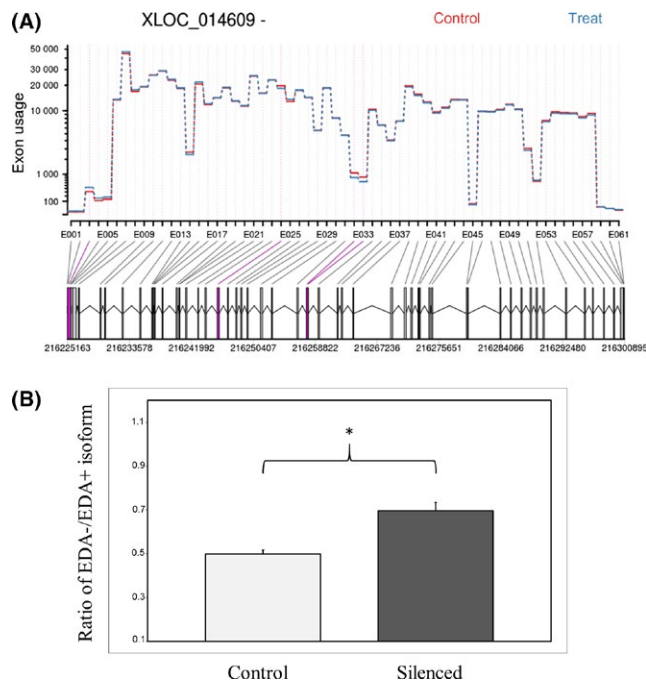 (A)
XLOC_014609 -
Control
Treat
Exon usage
50 000
30 000
20 000
10 000
1 000
100
E001 E005 E009 E013 E017 E021 E025 E029 E033 E037 E041 E045 E049 E053 E057 E061
216225163 216233578 216241992 216250407 216258822 216267236 216275651 216284066 216292480 216300895
(B)
Ratio of EDA-/EDA+ isoform
1.1
0.9
0.7
0.5
0.3
0.1
*
Control
Silenced